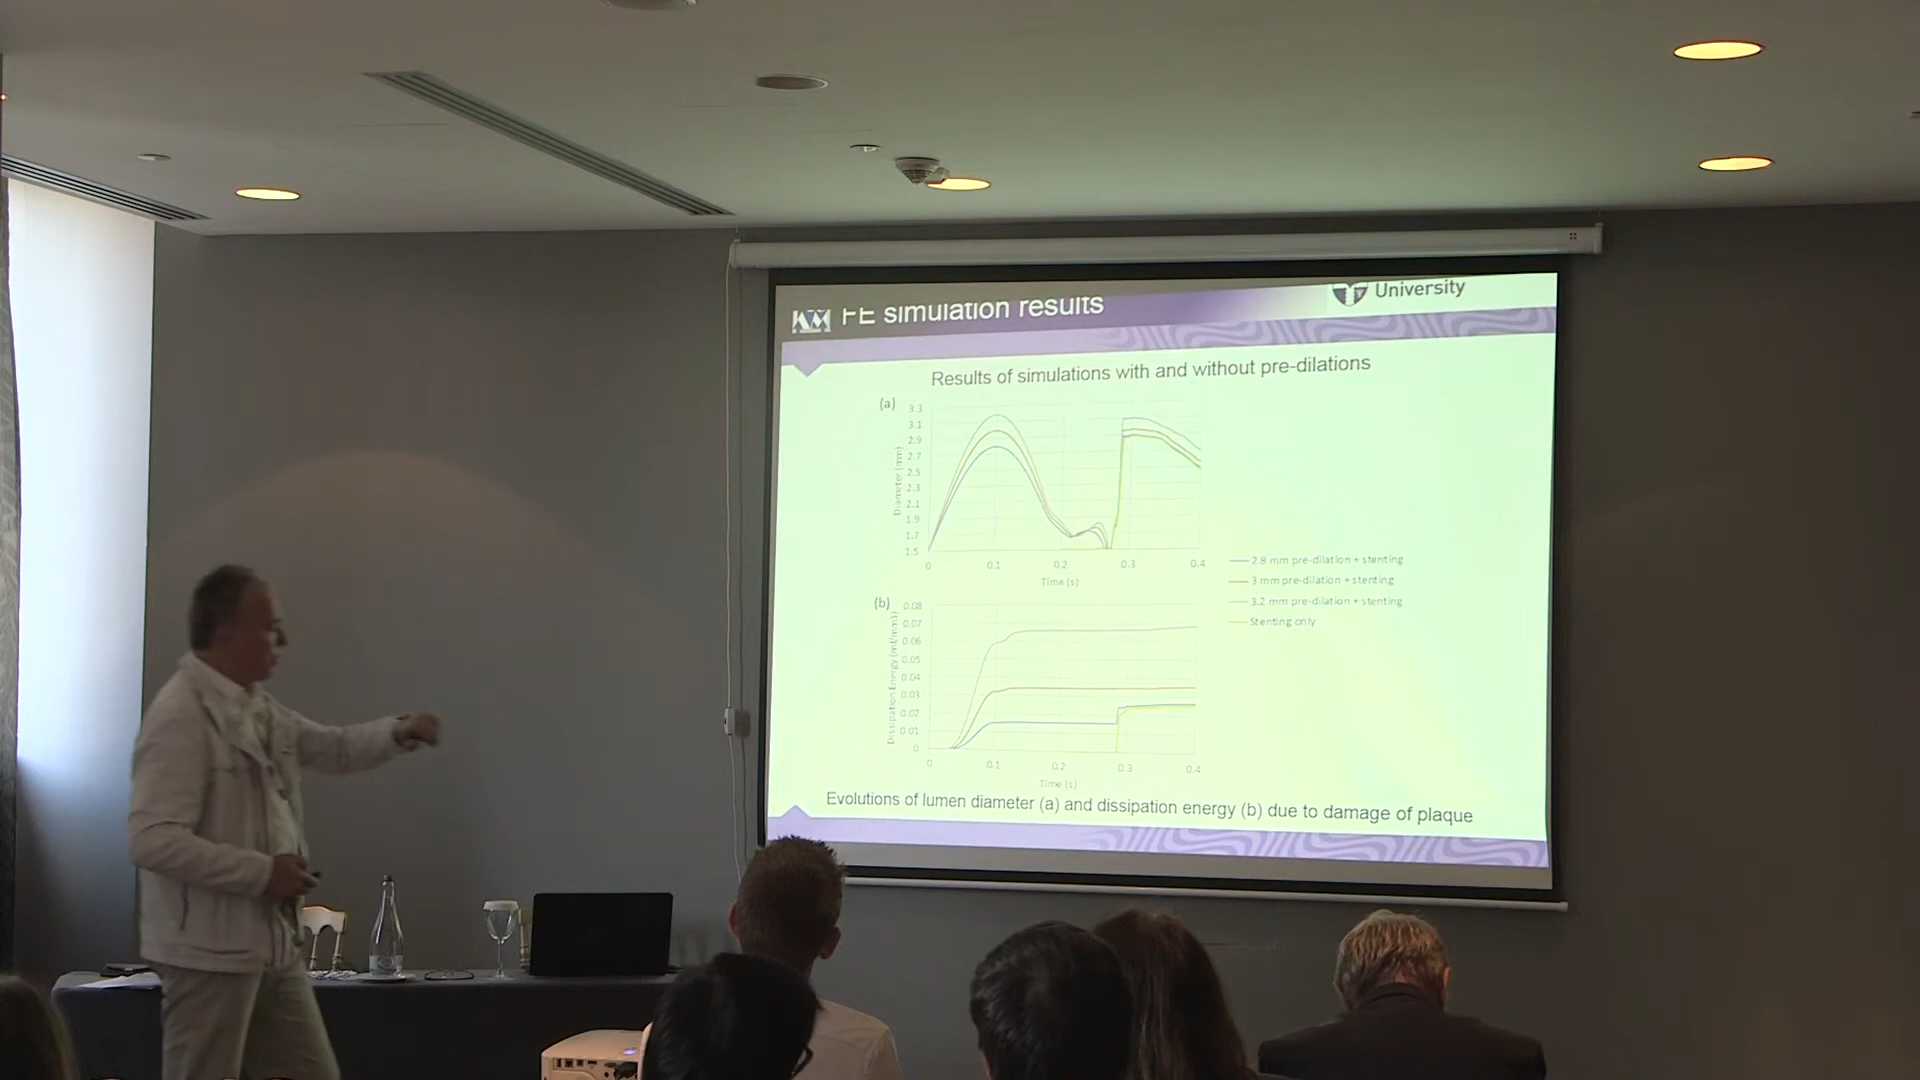 FE simulation results
University
Results of simulations with and without pre-dilations
(a)
3.3
3.1
2.9
2.7
2.5
2.3
2.1
1.9
1.7
1.5
Diameter (mm)
0 0.1 0.2 0.3 0.4
Time (s)
2.8 mm pre-dilation + stenting
3 mm pre-dilation + stenting
3.2 mm pre-dilation + stenting
Stenting only
(b)
0.08
0.07
0.06
0.05
0.04
0.03
0.02
0.01
0
Dissipation Energy
0 0.1 0.2 0.3 0.4
Time (s)
Evolutions of lumen diameter (a) and dissipation energy (b) due to damage of plaque